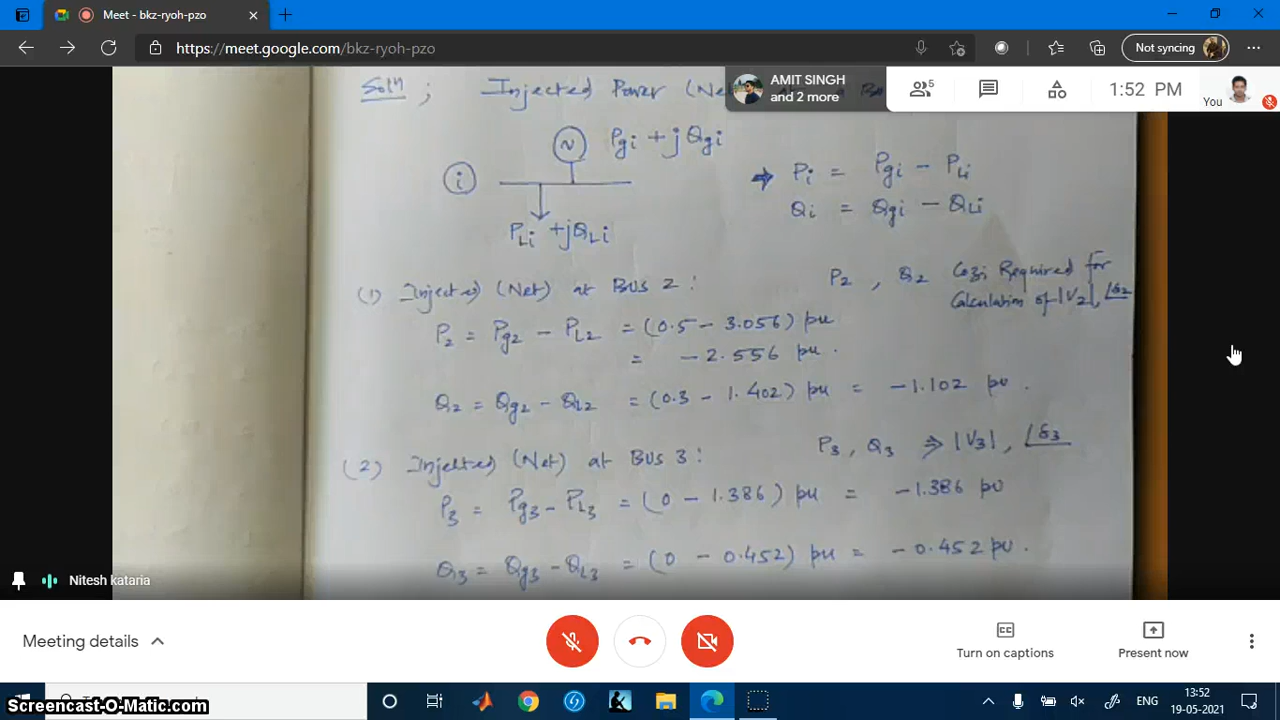 Meet - bkz-ryoh-pzo
https://meet.google.com/bkz-ryoh-pzo
Not syncing
AMIT SINGH
and 2 more
5
1:52 PM
You
Soln ; Injected Power (Net
i
Pgi + jQgi
PLi + jQLi
Pi = Pgi - PLi
Qi = Qgi - QLi
(1) Injected (Net) at BUS 2 :
P2 , Q2 Required for
Calculation of |V2|, ∠δ2
P2 = Pg2 - PL2 = (0.5 - 3.056) pu
= - 2.556 pu .
Q2 = Qg2 - QL2 = (0.3 - 1.402) pu = -1.102 pu .
(2) Injected (Net) at BUS 3 :
P3, Q3 ⇒ |V3|, ∠δ3
P3 = Pg3 - PL3 = (0 - 1.386) pu = -1.386 pu
Q3 = Qg3 - QL3 = (0 - 0.452) pu = - 0.452 pu .
Nitesh kataria
Meeting details
Turn on captions
Present now
ENG
13:52
19-05-2021
Screencast-O-Matic.com